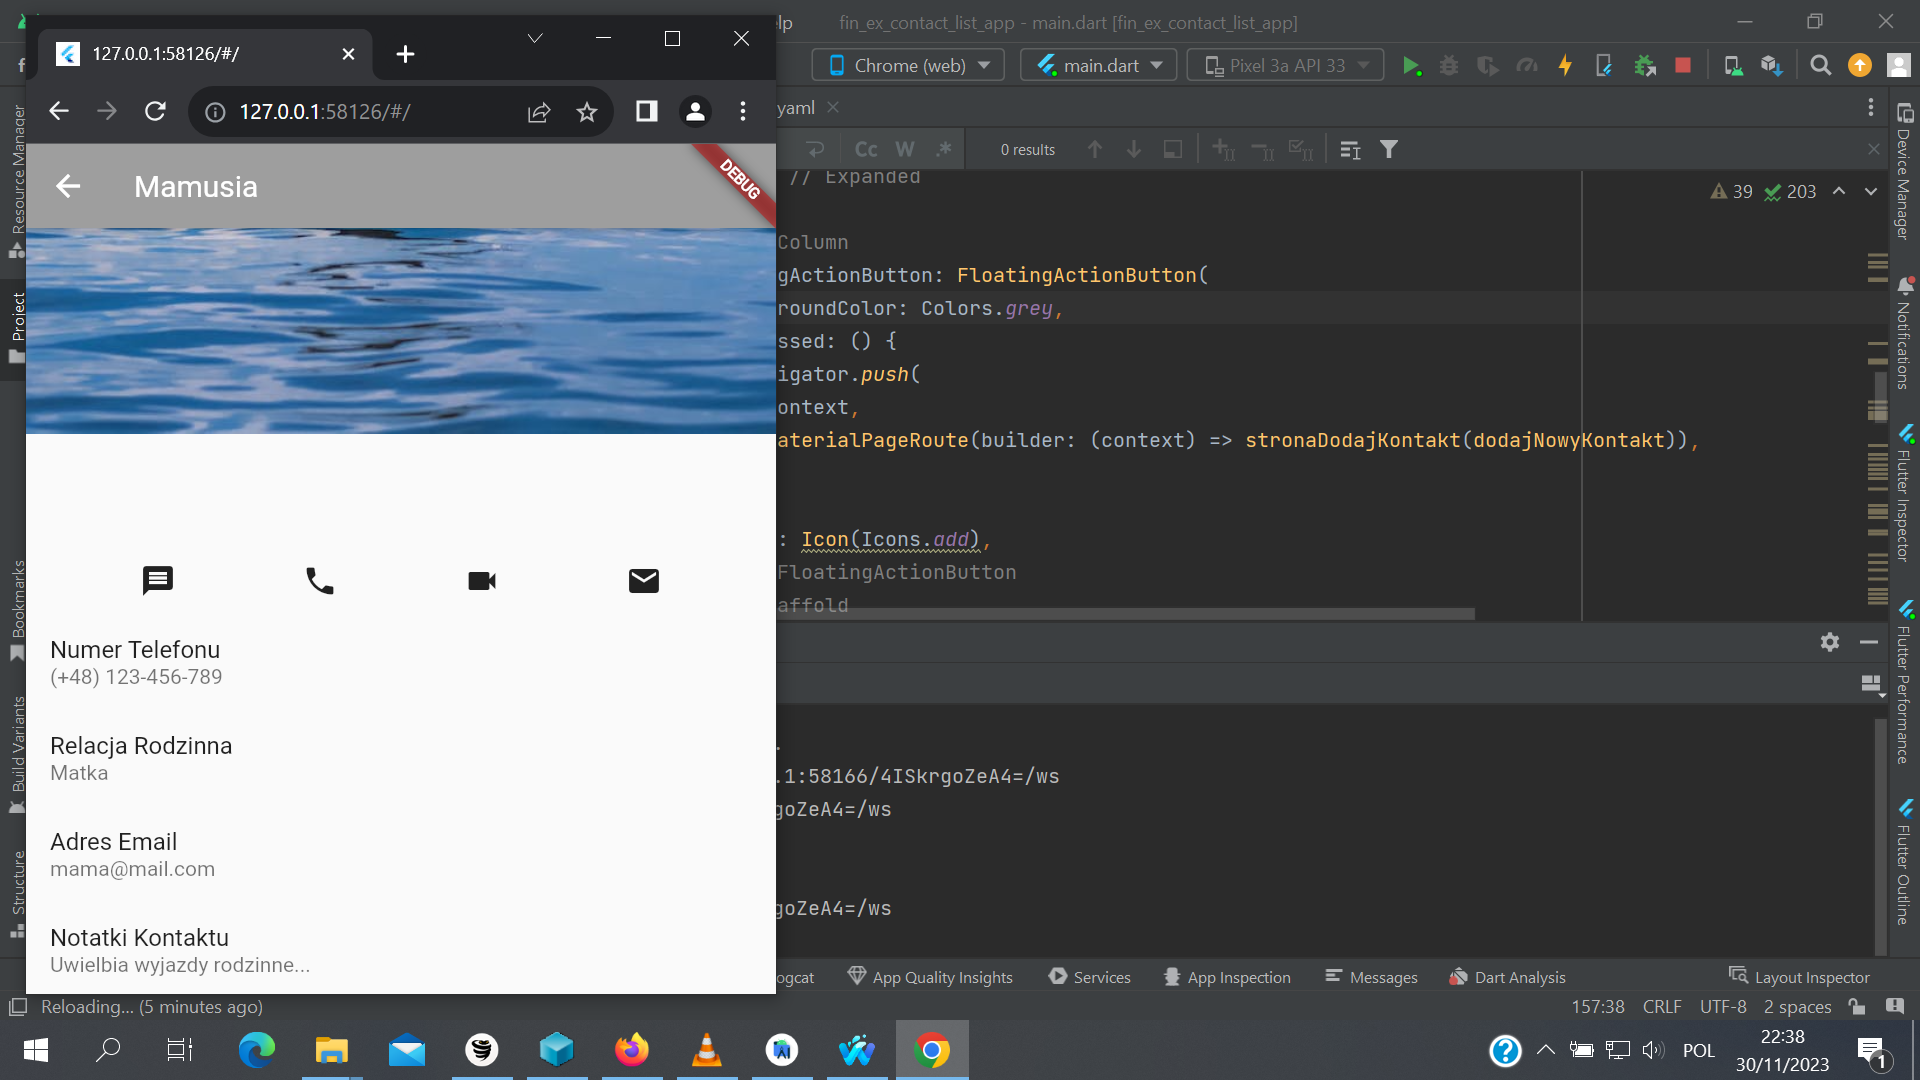 lp
fin_ex_contact_list_app - main.dart [fin_ex_contact_list_app]
127.0.0.1:58126/#/
Chrome (web)
main.dart
Pixel 3a API 33
127.0.0.1:58126/#/
yaml
Cc W .*
0 results
Mamusia
DEBUG
// Expanded
39 203
Column
gActionButton: FloatingActionButton(
roundColor: Colors.grey,
ssed: () {
igator.push(
ontext,
aterialPageRoute(builder: (context) => stronaDodajKontakt(dodajNowyKontakt)),
: Icon(Icons.add),
FloatingActionButton
affold
Numer Telefonu
(+48) 123-456-789
Relacja Rodzinna
Matka
Adres Email
mama@mail.com
Notatki Kontaktu
Uwielbia wyjazdy rodzinne...
.
.1:58166/4ISkrgoZeA4=/ws
goZeA4=/ws
goZeA4=/ws
Resource Manager
Project
Bookmarks
Build Variants
Structure
Device Manager
Notifications
Flutter Inspector
Flutter Performance
Flutter Outline
ogcat
App Quality Insights
Services
App Inspection
Messages
Dart Analysis
Layout Inspector
Reloading... (5 minutes ago)
157:38 CRLF UTF-8 2 spaces
POL
22:38
30/11/2023
1